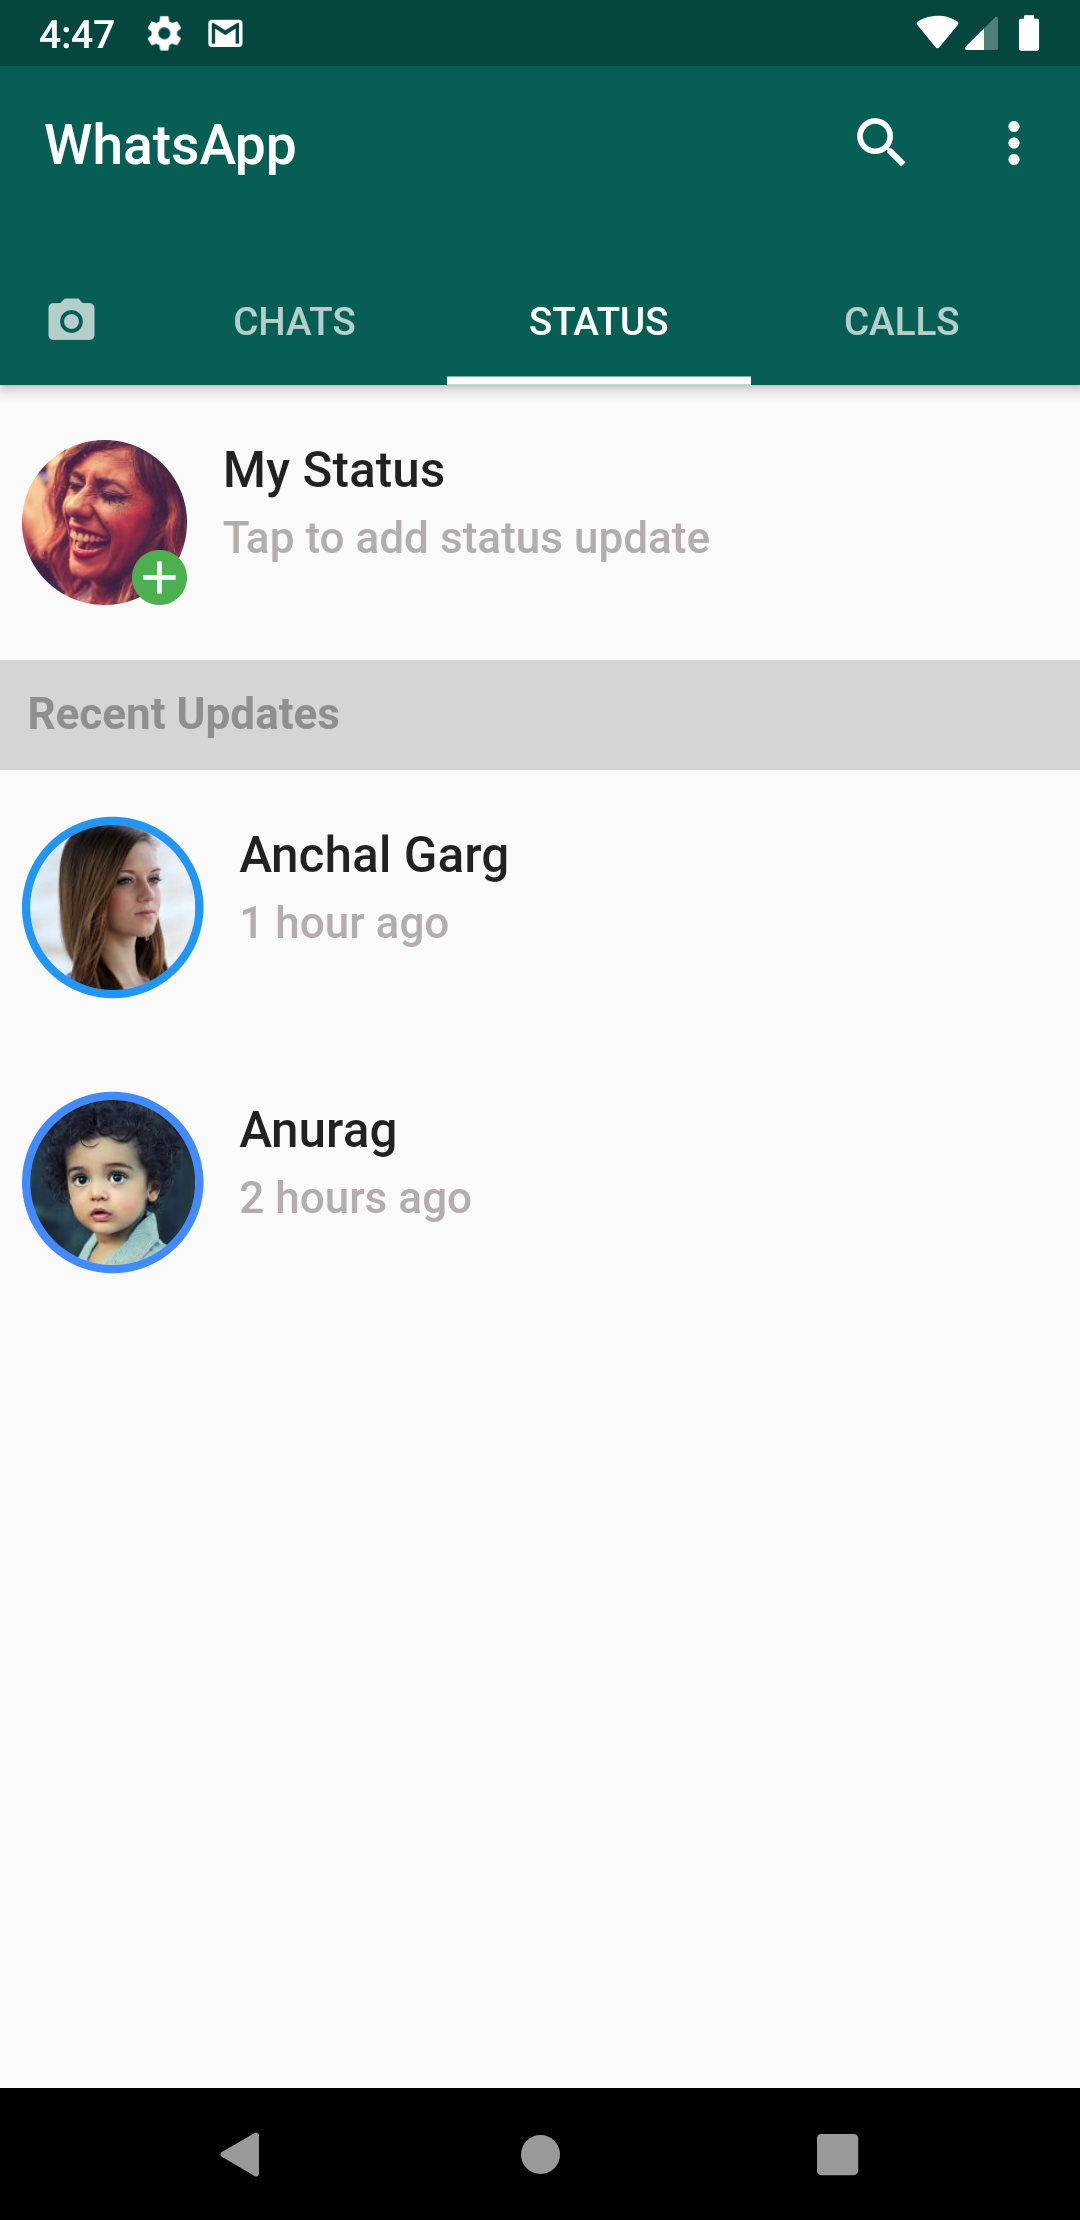 4:47
WhatsApp
CHATS STATUS CALLS
My Status
Tap to add status update
Recent Updates
Anchal Garg
1 hour ago
Anurag
2 hours ago